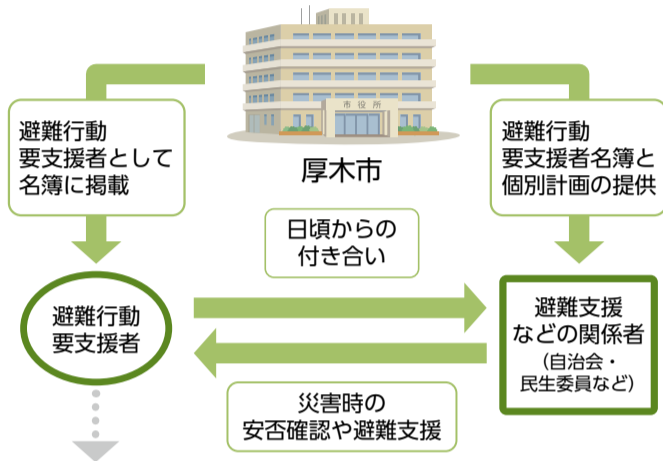 市役所
厚木市
避難行動
要支援者として
名簿に掲載
避難行動
要支援者名簿と
個別計画の提供
日頃からの
付き合い
避難行動
要支援者
避難支援
などの関係者
(自治会・
民生委員など)
災害時の
安否確認や避難支援